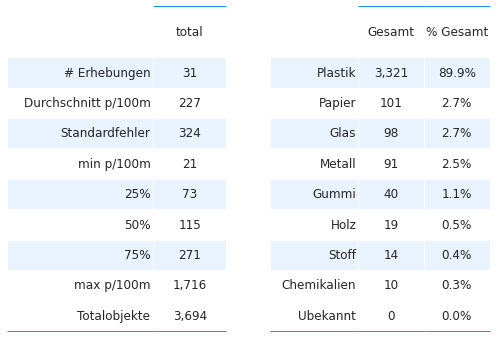 total
# Erhebungen 31
Durchschnitt p/100m 227
Standardfehler 324
min p/100m 21
25% 73
50% 115
75% 271
max p/100m 1,716
Totalobjekte 3,694
Gesamt % Gesamt
Plastik 3,321 89.9%
Papier 101 2.7%
Glas 98 2.7%
Metall 91 2.5%
Gummi 40 1.1%
Holz 19 0.5%
Stoff 14 0.4%
Chemikalien 10 0.3%
Ubekannt 0 0.0%